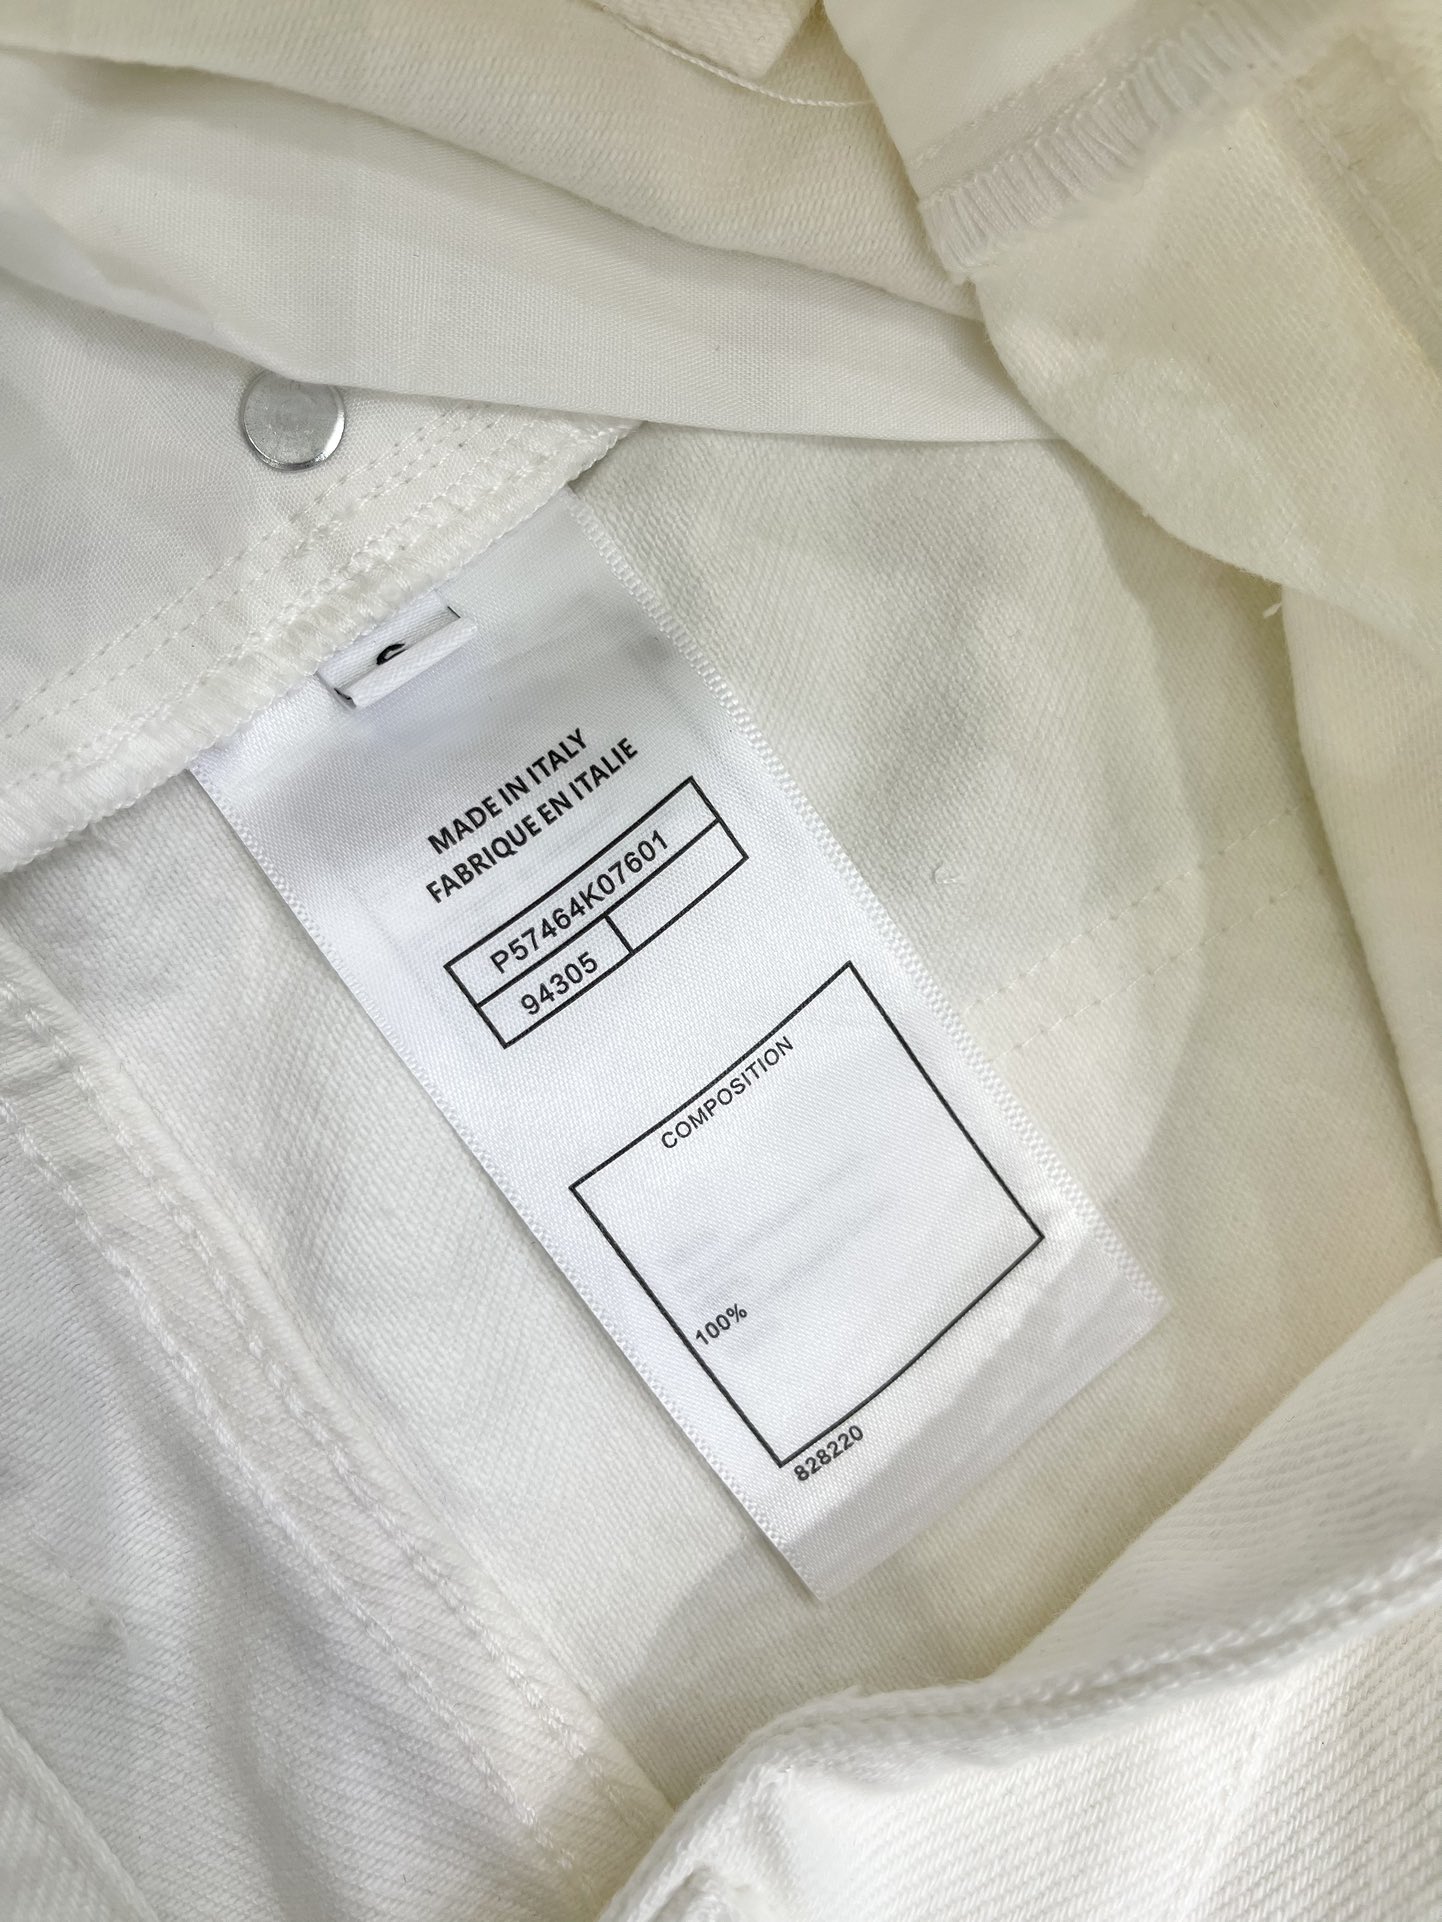 MADE IN ITALY
FABRIQUE EN ITALIE
P57464K07601
94305
COMPOSITION
100%
828220